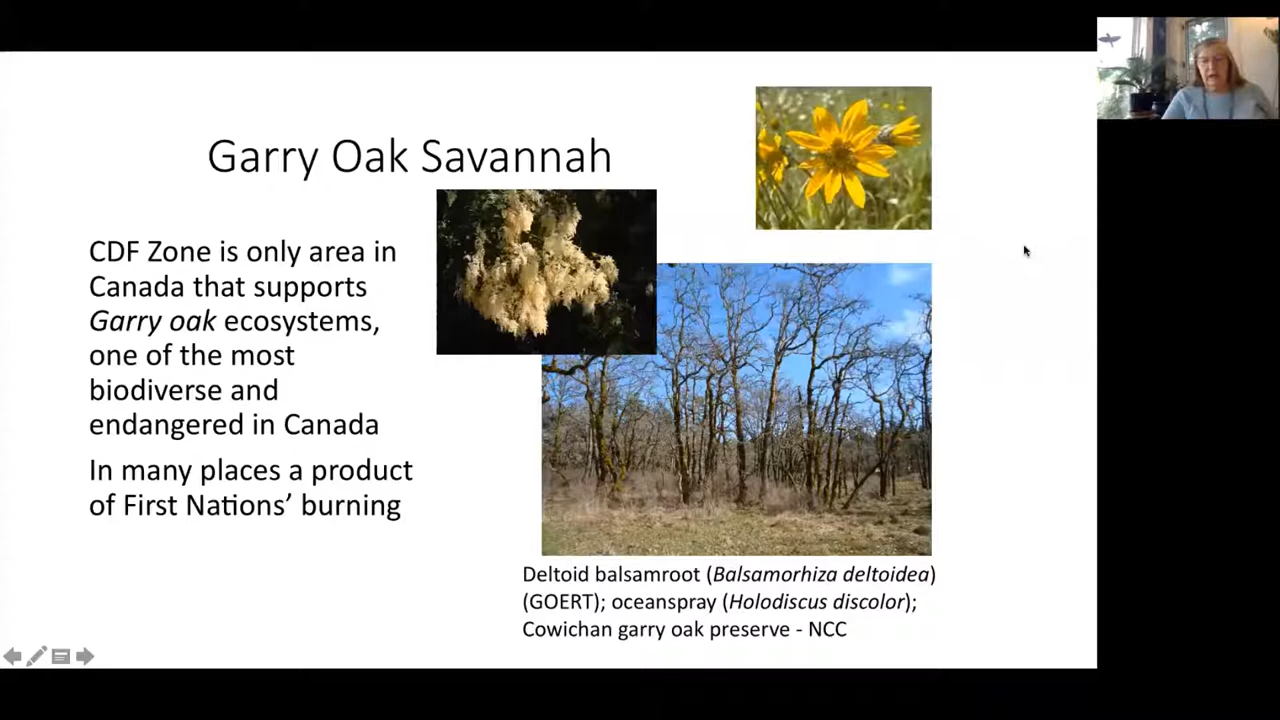 Garry Oak Savannah
CDF Zone is only area in
Canada that supports
Garry oak ecosystems,
one of the most
biodiverse and
endangered in Canada
In many places a product
of First Nations’ burning
Deltoid balsamroot (Balsamorhiza deltoidea)
(GOERT); oceanspray (Holodiscus discolor);
Cowichan garry oak preserve - NCC